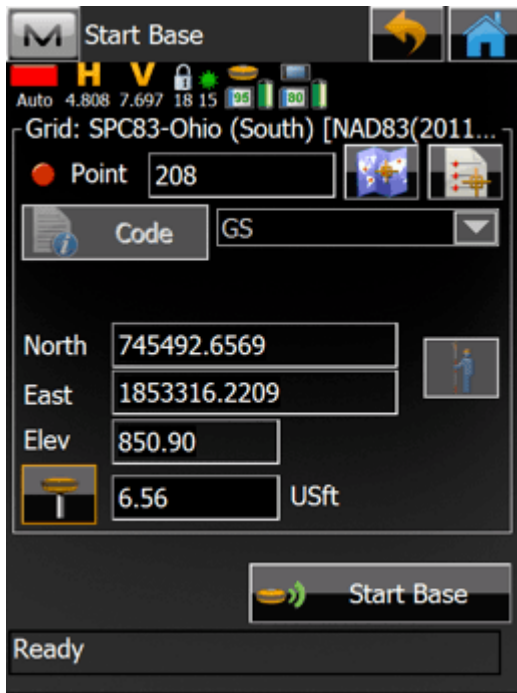 M Start Base
H V
Auto 4.808 7.697 18 15 95 80
Grid: SPC83-Ohio (South) [NAD83(2011...
Point 208
Code GS
North 745492.6569
East 1853316.2209
Elev 850.90
6.56 USft
Start Base
Ready